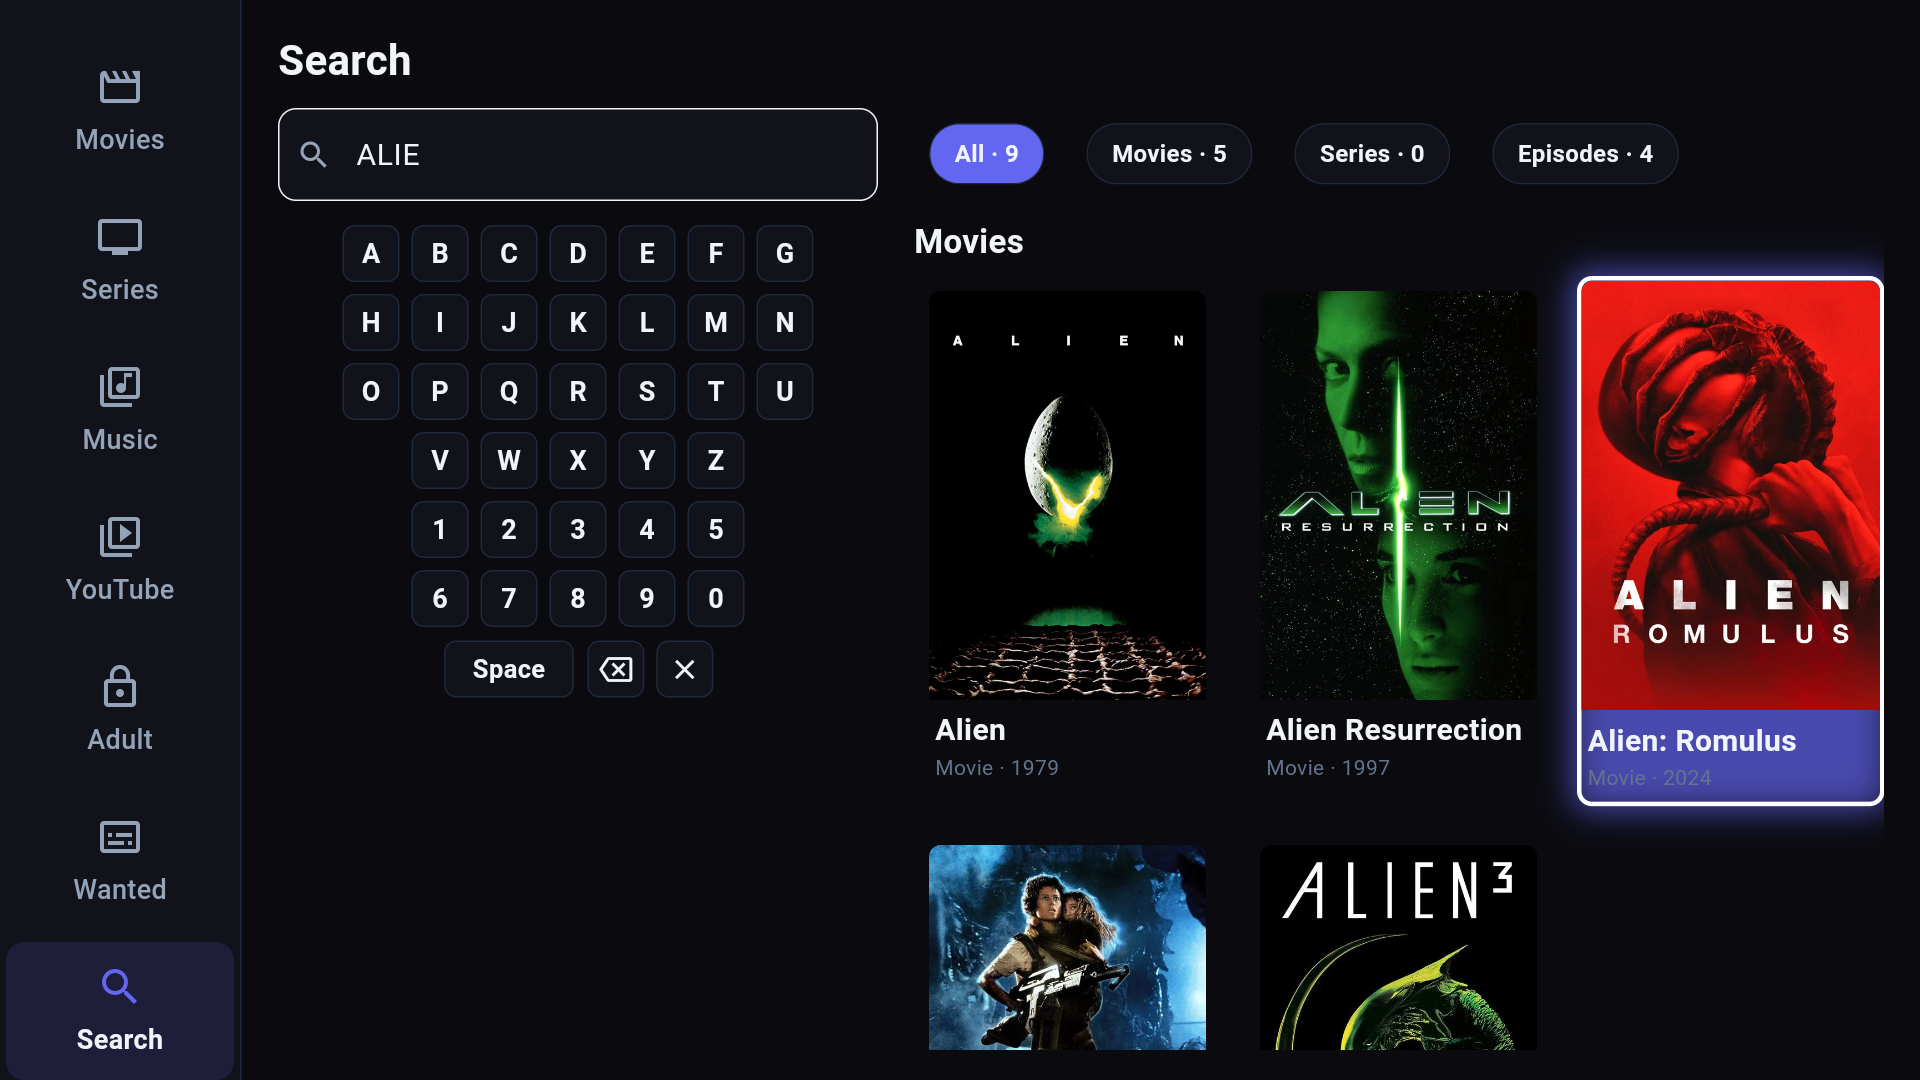 Movies
Series
Music
YouTube
Adult
Wanted
Search
Search
ALIE
A B C D E F G
H I J K L M N
O P Q R S T U
V W X Y Z
1 2 3 4 5
6 7 8 9 0
Space
All · 9
Movies · 5
Series · 0
Episodes · 4
Movies
ALIEN
Alien
Movie · 1979
ALIEN
RESURRECTION
Alien Resurrection
Movie · 1997
ALIEN
ROMULUS
Alien: Romulus
Movie · 2024
ALIEN³